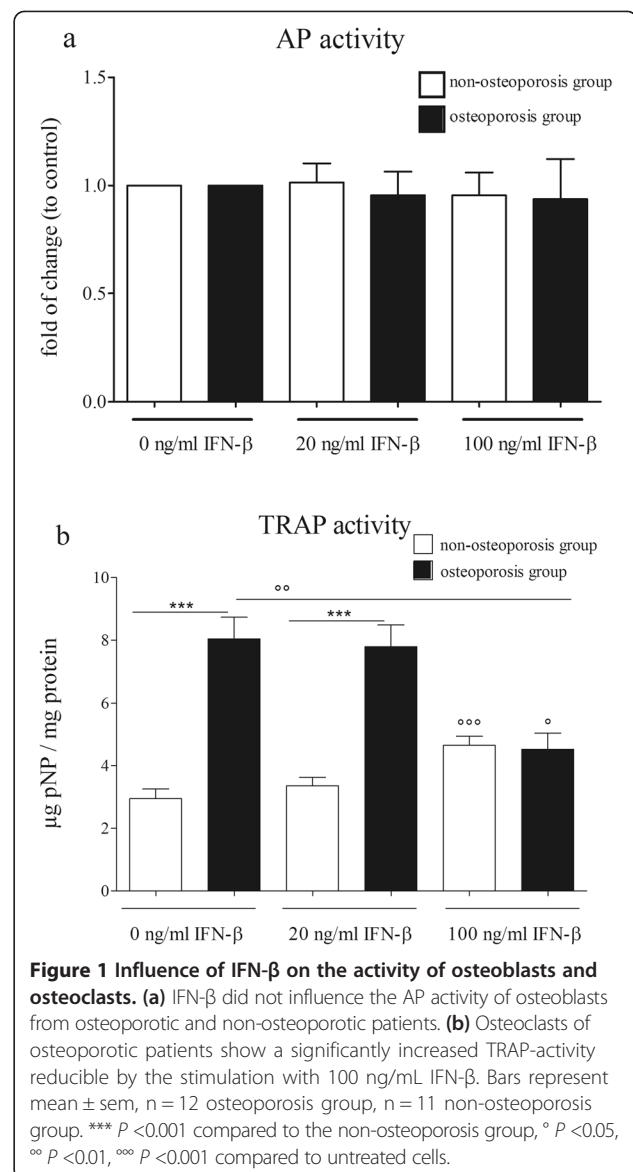 a
AP activity
non-osteoporosis group
osteoporosis group
fold of change (to control)
1.5
1.0
0.5
0.0
0 ng/ml IFN-β
20 ng/ml IFN-β
100 ng/ml IFN-β
b
TRAP activity
non-osteoporosis group
osteoporosis group
µg pNP / mg protein
10
8
6
4
2
0
***
°°
***
°°°
°
0 ng/ml IFN-β
20 ng/ml IFN-β
100 ng/ml IFN-β
Figure 1 Influence of IFN-β on the activity of osteoblasts and
osteoclasts. (a) IFN-β did not influence the AP activity of osteoblasts
from osteoporotic and non-osteoporotic patients. (b) Osteoclasts of
osteoporotic patients show a significantly increased TRAP-activity
reducible by the stimulation with 100 ng/mL IFN-β. Bars represent
mean ± sem, n = 12 osteoporosis group, n = 11 non-osteoporosis
group. *** P <0.001 compared to the non-osteoporosis group, ° P <0.05,
°° P <0.01, °°° P <0.001 compared to untreated cells.